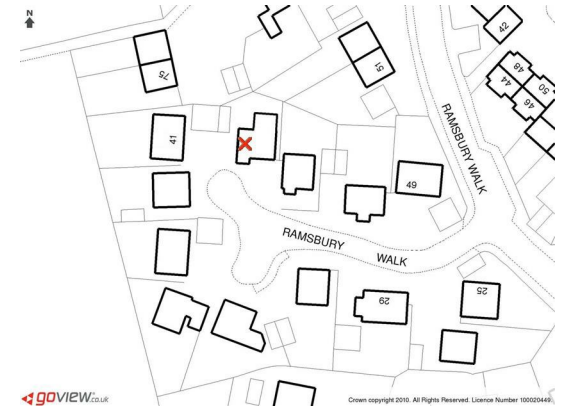 N
42
48
44
50
46
51
75
RAMSBURY WALK
41
49
RAMSBURY WALK
29
25
goVIEW.co.uk
Crown copyright 2010. All Rights Reserved. Licence Number 100020449.